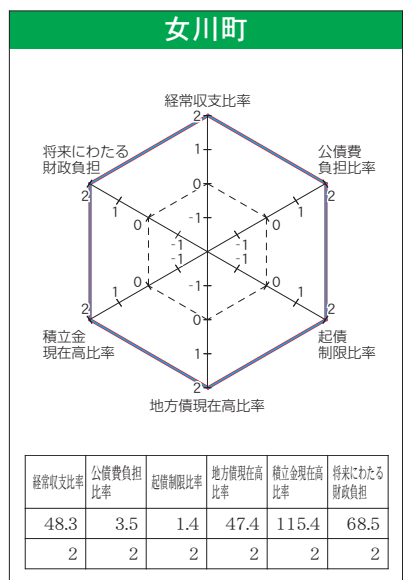 女川町
経常収支比率
2
1
0
-1
将来にわたる
財政負担
2
1
0
-1
公債費
負担比率
2
1
0
-1
積立金
現在高比率
2
1
0
-1
起債
制限比率
2
1
0
-1
-1
0
1
2
地方債現在高比率
経常収支比率 公債費負担比率 起債制限比率 地方債現在高比率 積立金現在高比率 将来にわたる財政負担
48.3 3.5 1.4 47.4 115.4 68.5
2 2 2 2 2 2